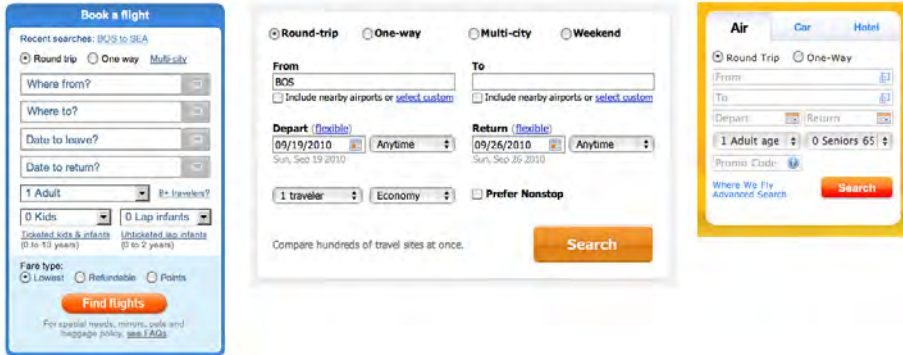 Book a flight
Recent searches: BOS to SEA
Round trip One way Multi-city
Where from?
Where to?
Date to leave?
Date to return?
1 Adult 8+ travelers?
0 Kids 0 Lap infants
Ticketed kids & infants Unticketed lap infants
(0 to 13 years) (0 to 2 years)
Fare type:
Lowest Refundable Points
Find flights
For special needs, minors, pets and
baggage policy, see FAQs.
Round-trip One-way Multi-city Weekend
From To
BOS
Include nearby airports or select custom Include nearby airports or select custom
Depart (flexible) Return (flexible)
09/19/2010 Anytime 09/26/2010 Anytime
Sun, Sep 19 2010 Sun, Sep 26 2010
1 traveler Economy Prefer Nonstop
Compare hundreds of travel sites at once. Search
Air Car Hotel
Round Trip One-Way
From
To
Depart Return
1 Adult age 0 Seniors 65
Promo Code ?
Where We Fly
Advanced Search Search